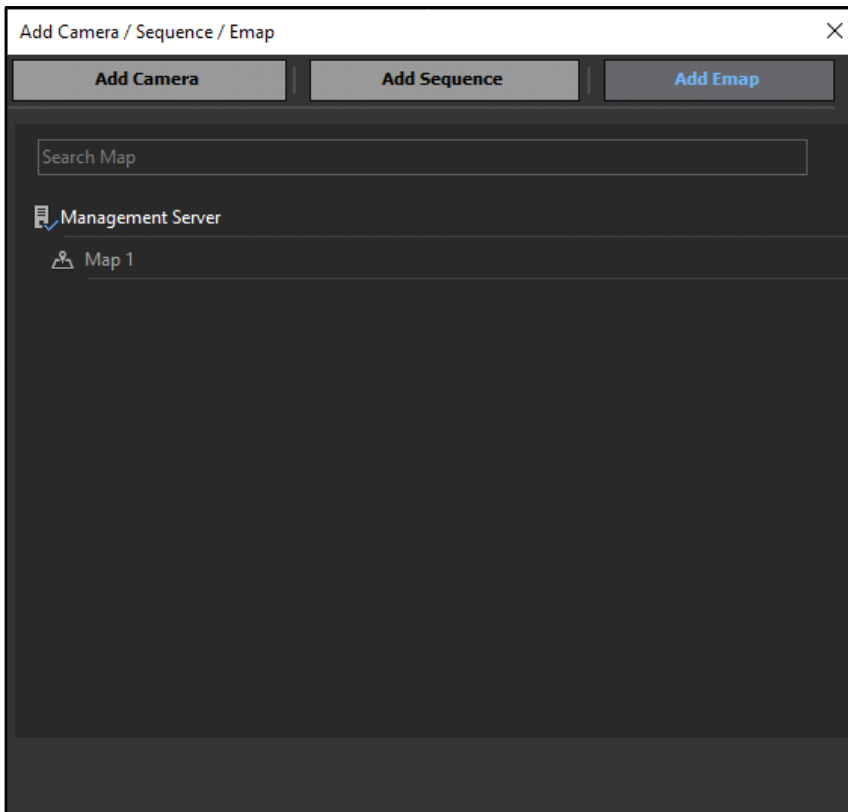 Add Camera / Sequence / Emap
Add Camera Add Sequence Add Emap
Search Map
Management Server
Map 1